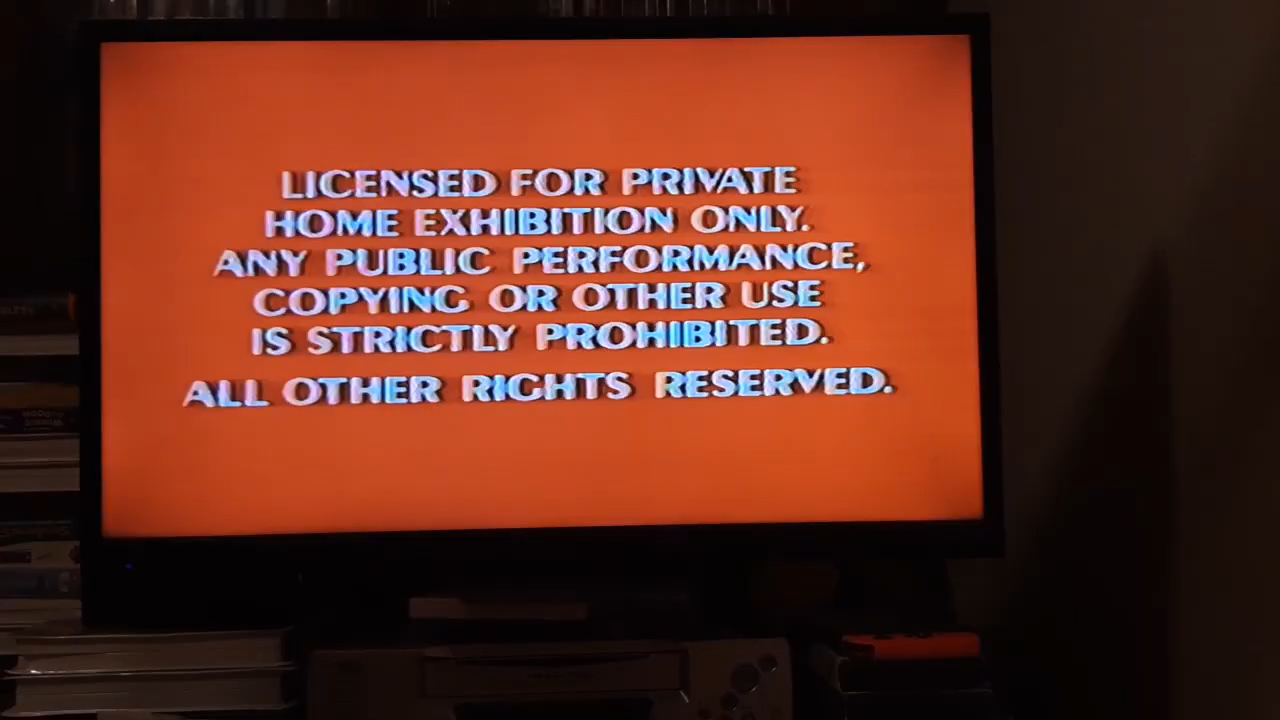 LICENSED FOR PRIVATE
HOME EXHIBITION ONLY.
ANY PUBLIC PERFORMANCE,
COPYING OR OTHER USE
IS STRICTLY PROHIBITED.
ALL OTHER RIGHTS RESERVED.